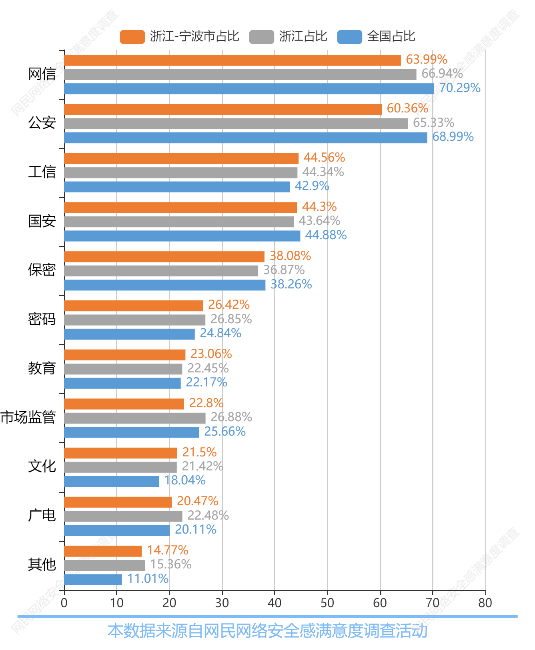 浙江-宁波市占比 浙江占比 全国占比
网信 63.99%
66.94%
70.29%
公安 60.36%
65.33%
68.99%
工信 44.56%
44.34%
42.9%
国安 44.3%
43.64%
44.88%
保密 38.08%
36.87%
38.26%
密码 26.42%
26.85%
24.84%
教育 23.06%
22.45%
22.17%
市场监管 22.8%
26.88%
25.66%
文化 21.5%
21.42%
18.04%
广电 20.47%
22.48%
20.11%
其他 14.77%
15.36%
11.01%
0 10 20 30 40 50 60 70 80
本数据来源自网民网络安全感满意度调查活动